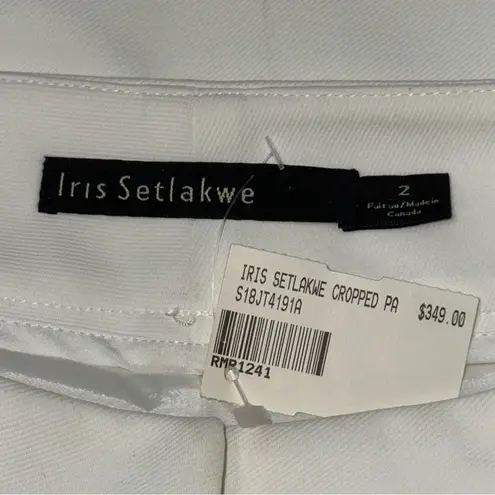 Iris Setlakwe
2
Fait au/Made in
Canada
IRIS SETLAKWE CROPPED PA
S18JT4191A
$349.00
RMP1241